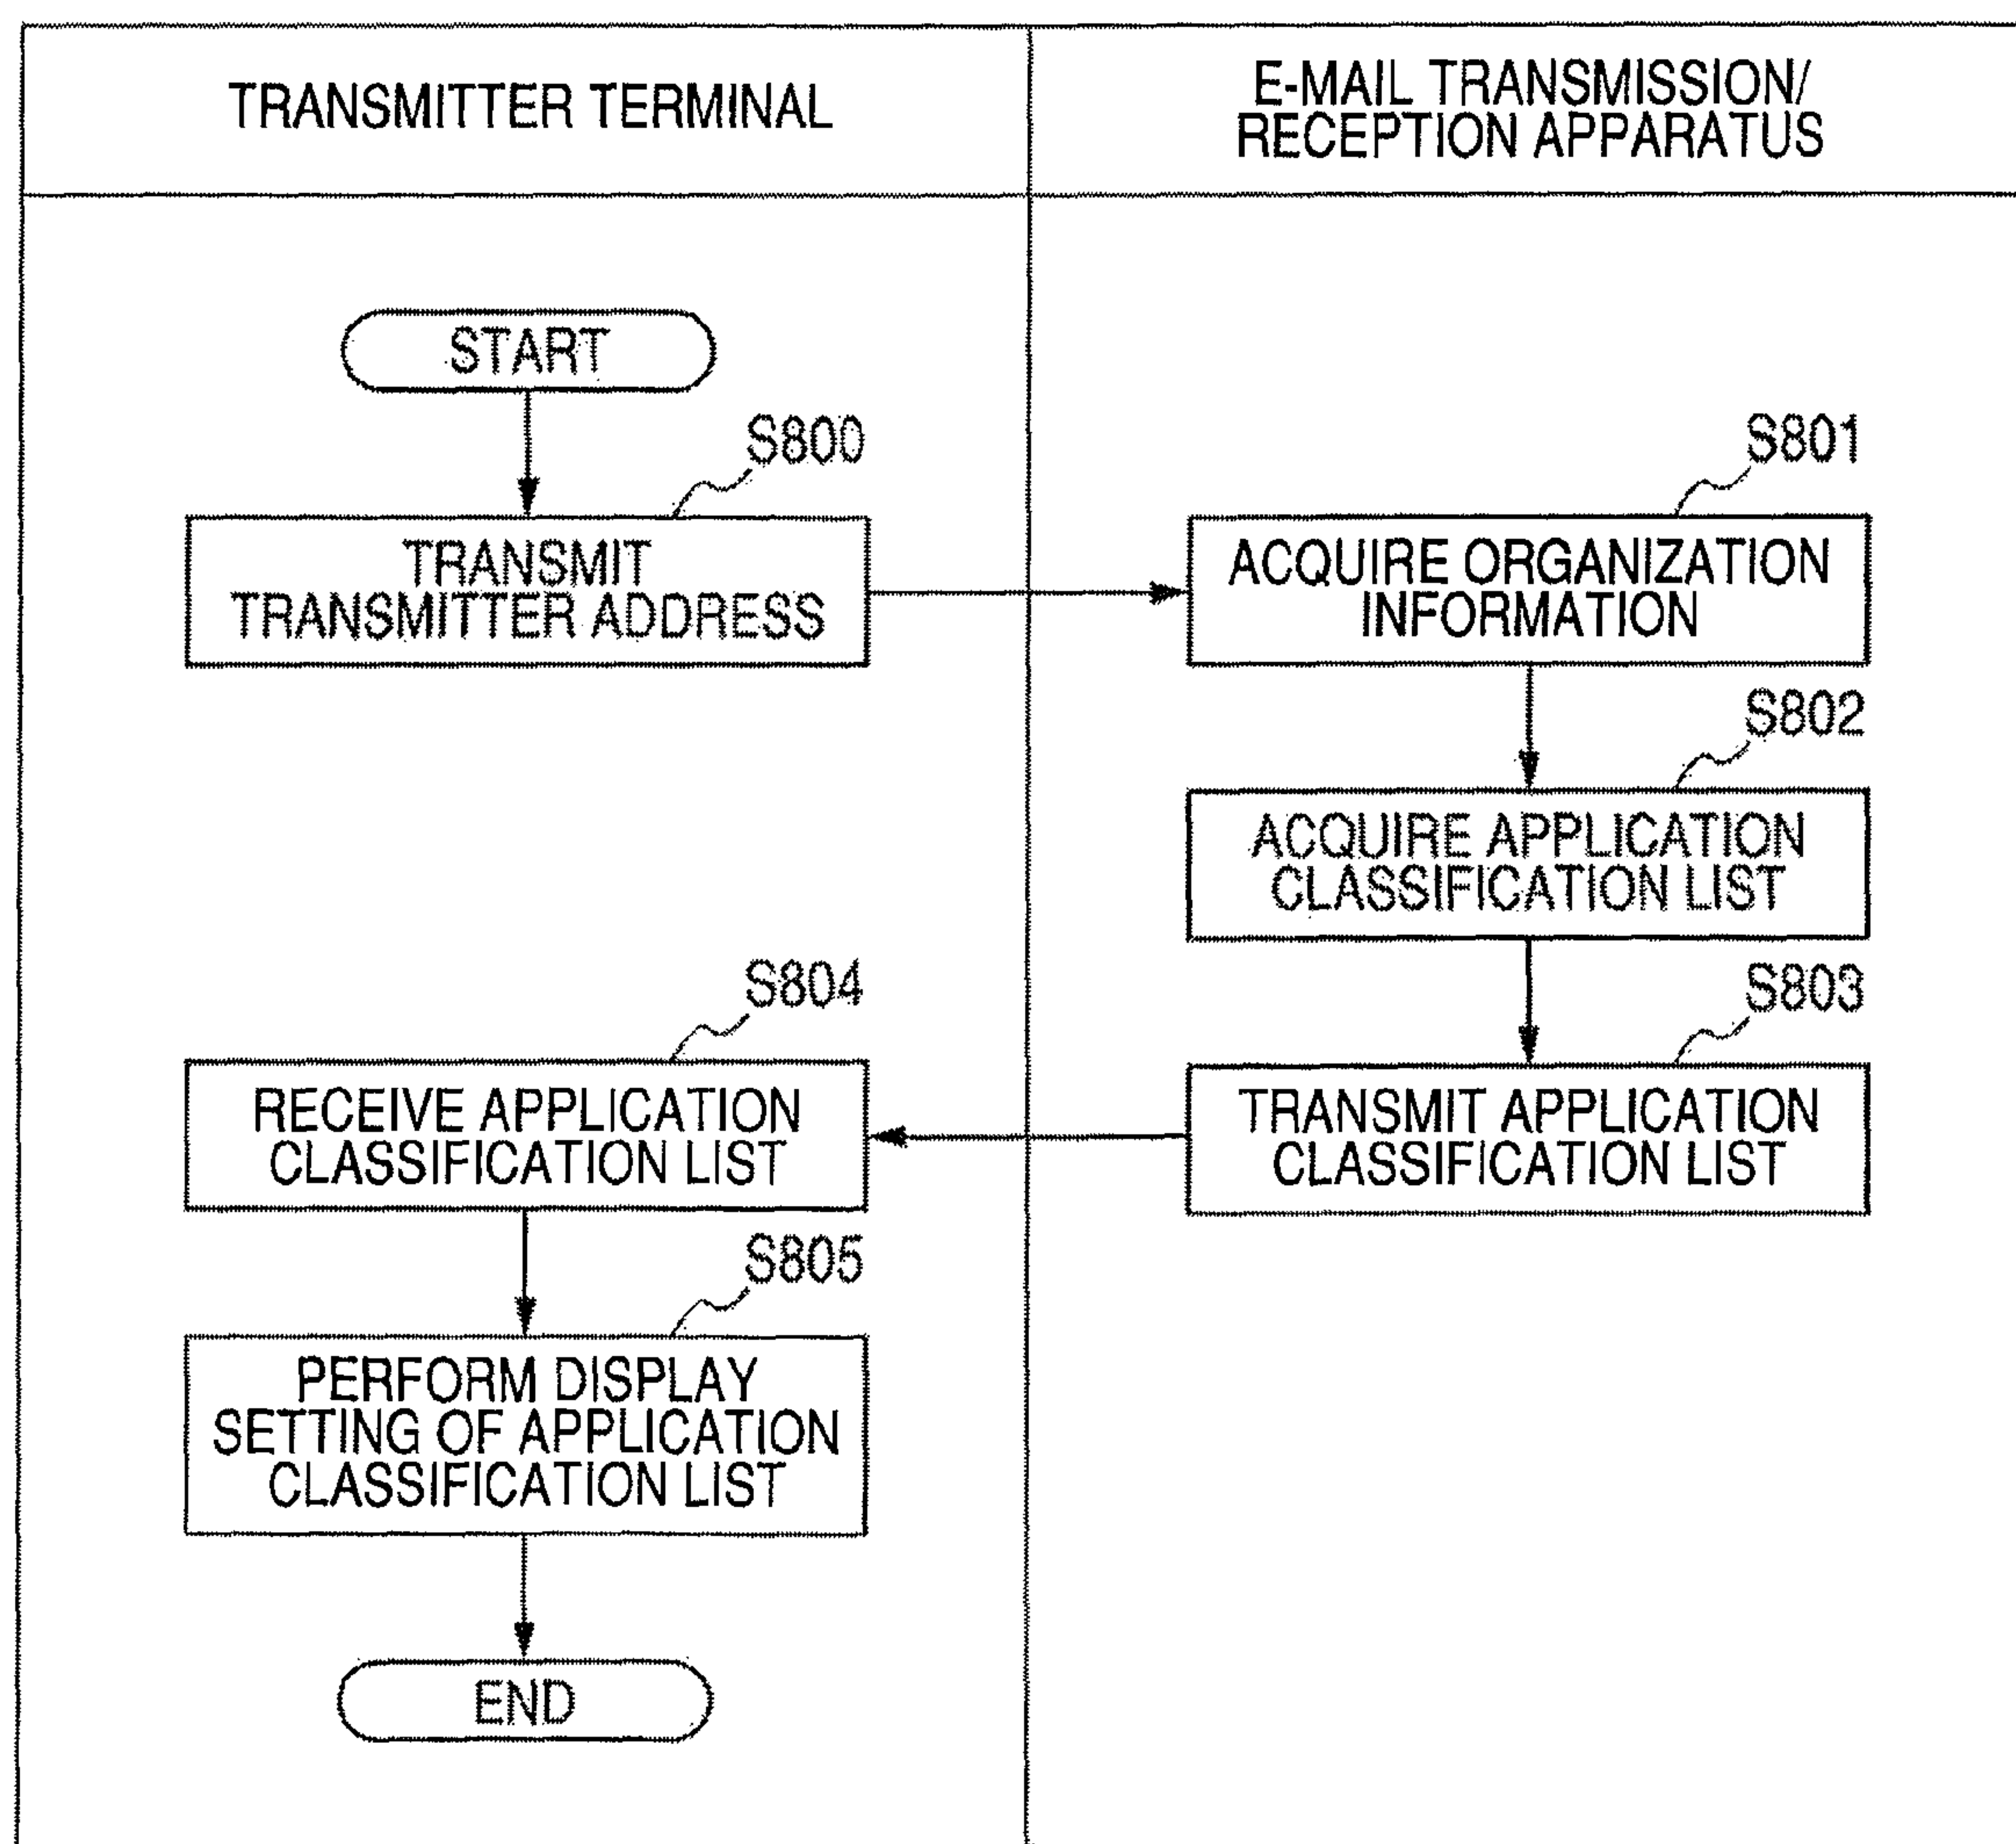 TRANSMITTER TERMINAL
E-MAIL TRANSMISSION/
RECEPTION APPARATUS
START
S800
TRANSMIT
TRANSMITTER ADDRESS
S801
ACQUIRE ORGANIZATION
INFORMATION
S802
ACQUIRE APPLICATION
CLASSIFICATION LIST
S803
TRANSMIT APPLICATION
CLASSIFICATION LIST
S804
RECEIVE APPLICATION
CLASSIFICATION LIST
S805
PERFORM DISPLAY
SETTING OF APPLICATION
CLASSIFICATION LIST
END